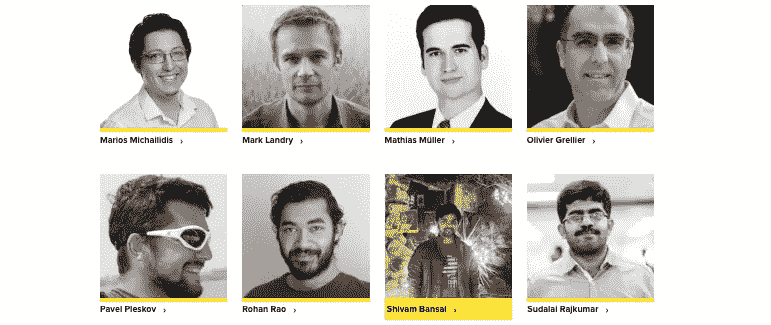 Marios Michailidis ›
Mark Landry ›
Mathias Müller ›
Olivier Grellier ›
Pavel Pleskov ›
Rohan Rao ›
Shivam Bansal ›
Sudalai Rajkumar ›